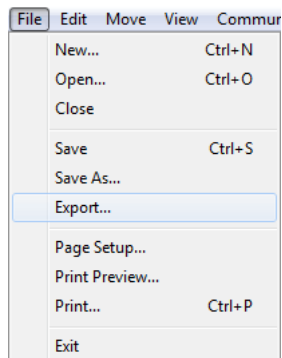 File Edit Move View Commun
New... Ctrl+N
Open... Ctrl+O
Close
Save Ctrl+S
Save As...
Export...
Page Setup...
Print Preview...
Print... Ctrl+P
Exit